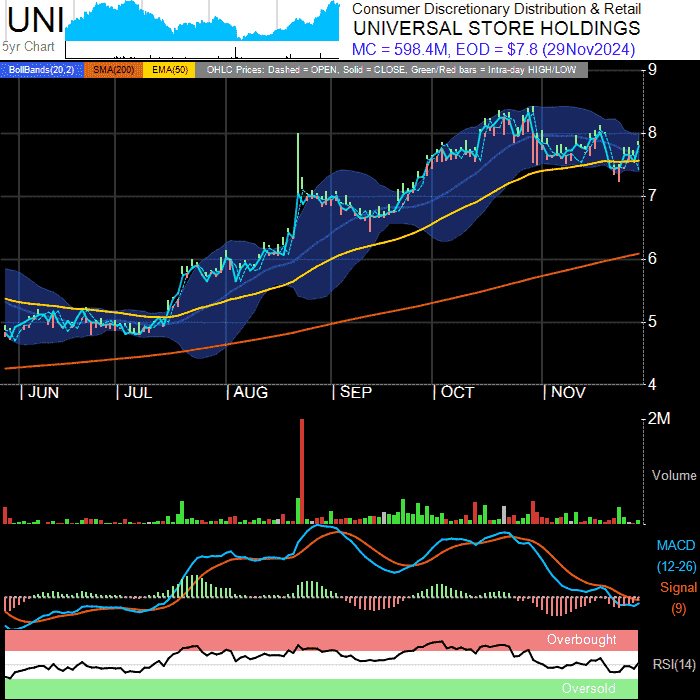 UNI
5yr Chart
Consumer Discretionary Distribution & Retail
UNIVERSAL STORE HOLDINGS
MC = 598.4M, EOD = $7.8 (29Nov2024)
BollBands(20,2) SMA(200) EMA(50) OHLC Prices: Dashed = OPEN, Solid = CLOSE, Green/Red bars = Intra-day HIGH/LOW
9
8
7
6
5
4
JUN JUL AUG SEP OCT NOV
2M
Volume
MACD
(12-26)
Signal
(9)
Overbought
RSI(14)
Oversold